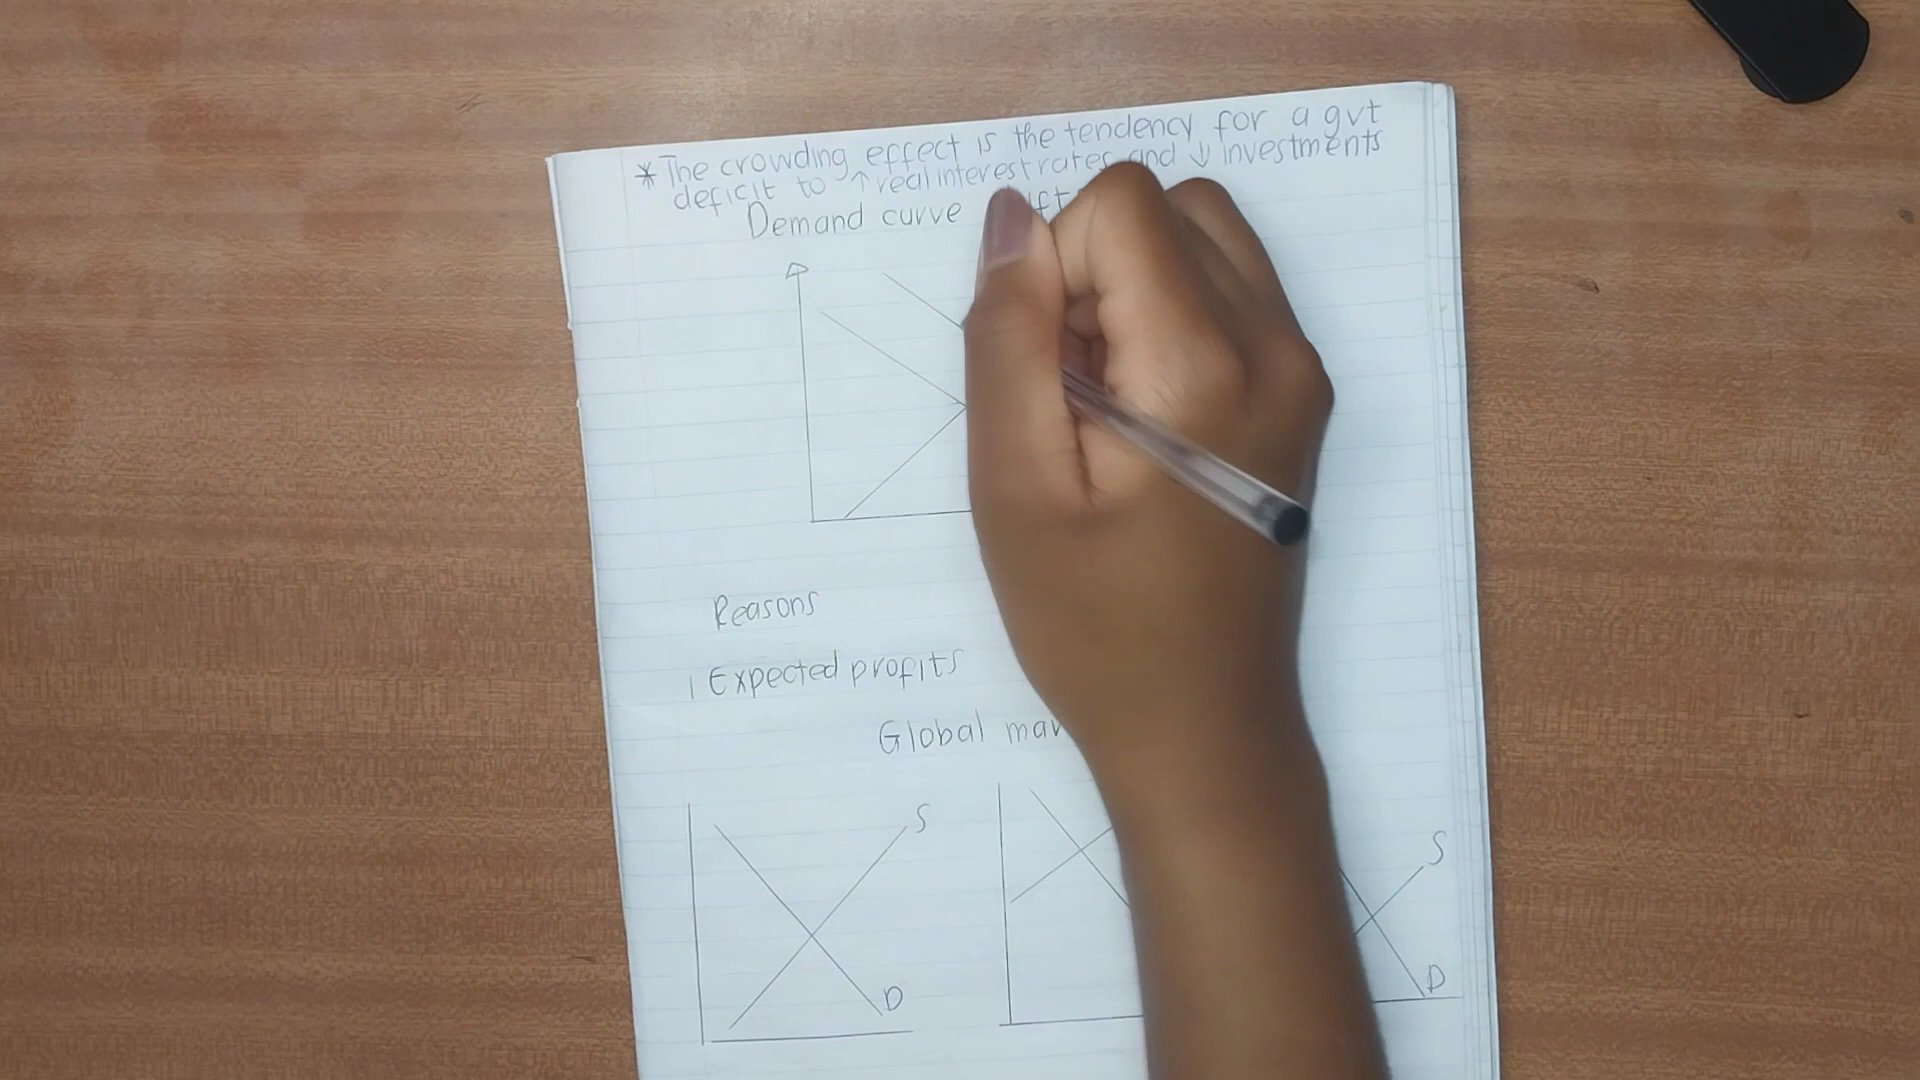 * The crowding effect is the tendency for a gvt
deficit to ↑ real interest rates and ↓ investments
Demand curve
Reasons
1 Expected profits
Global
S
D
S
D